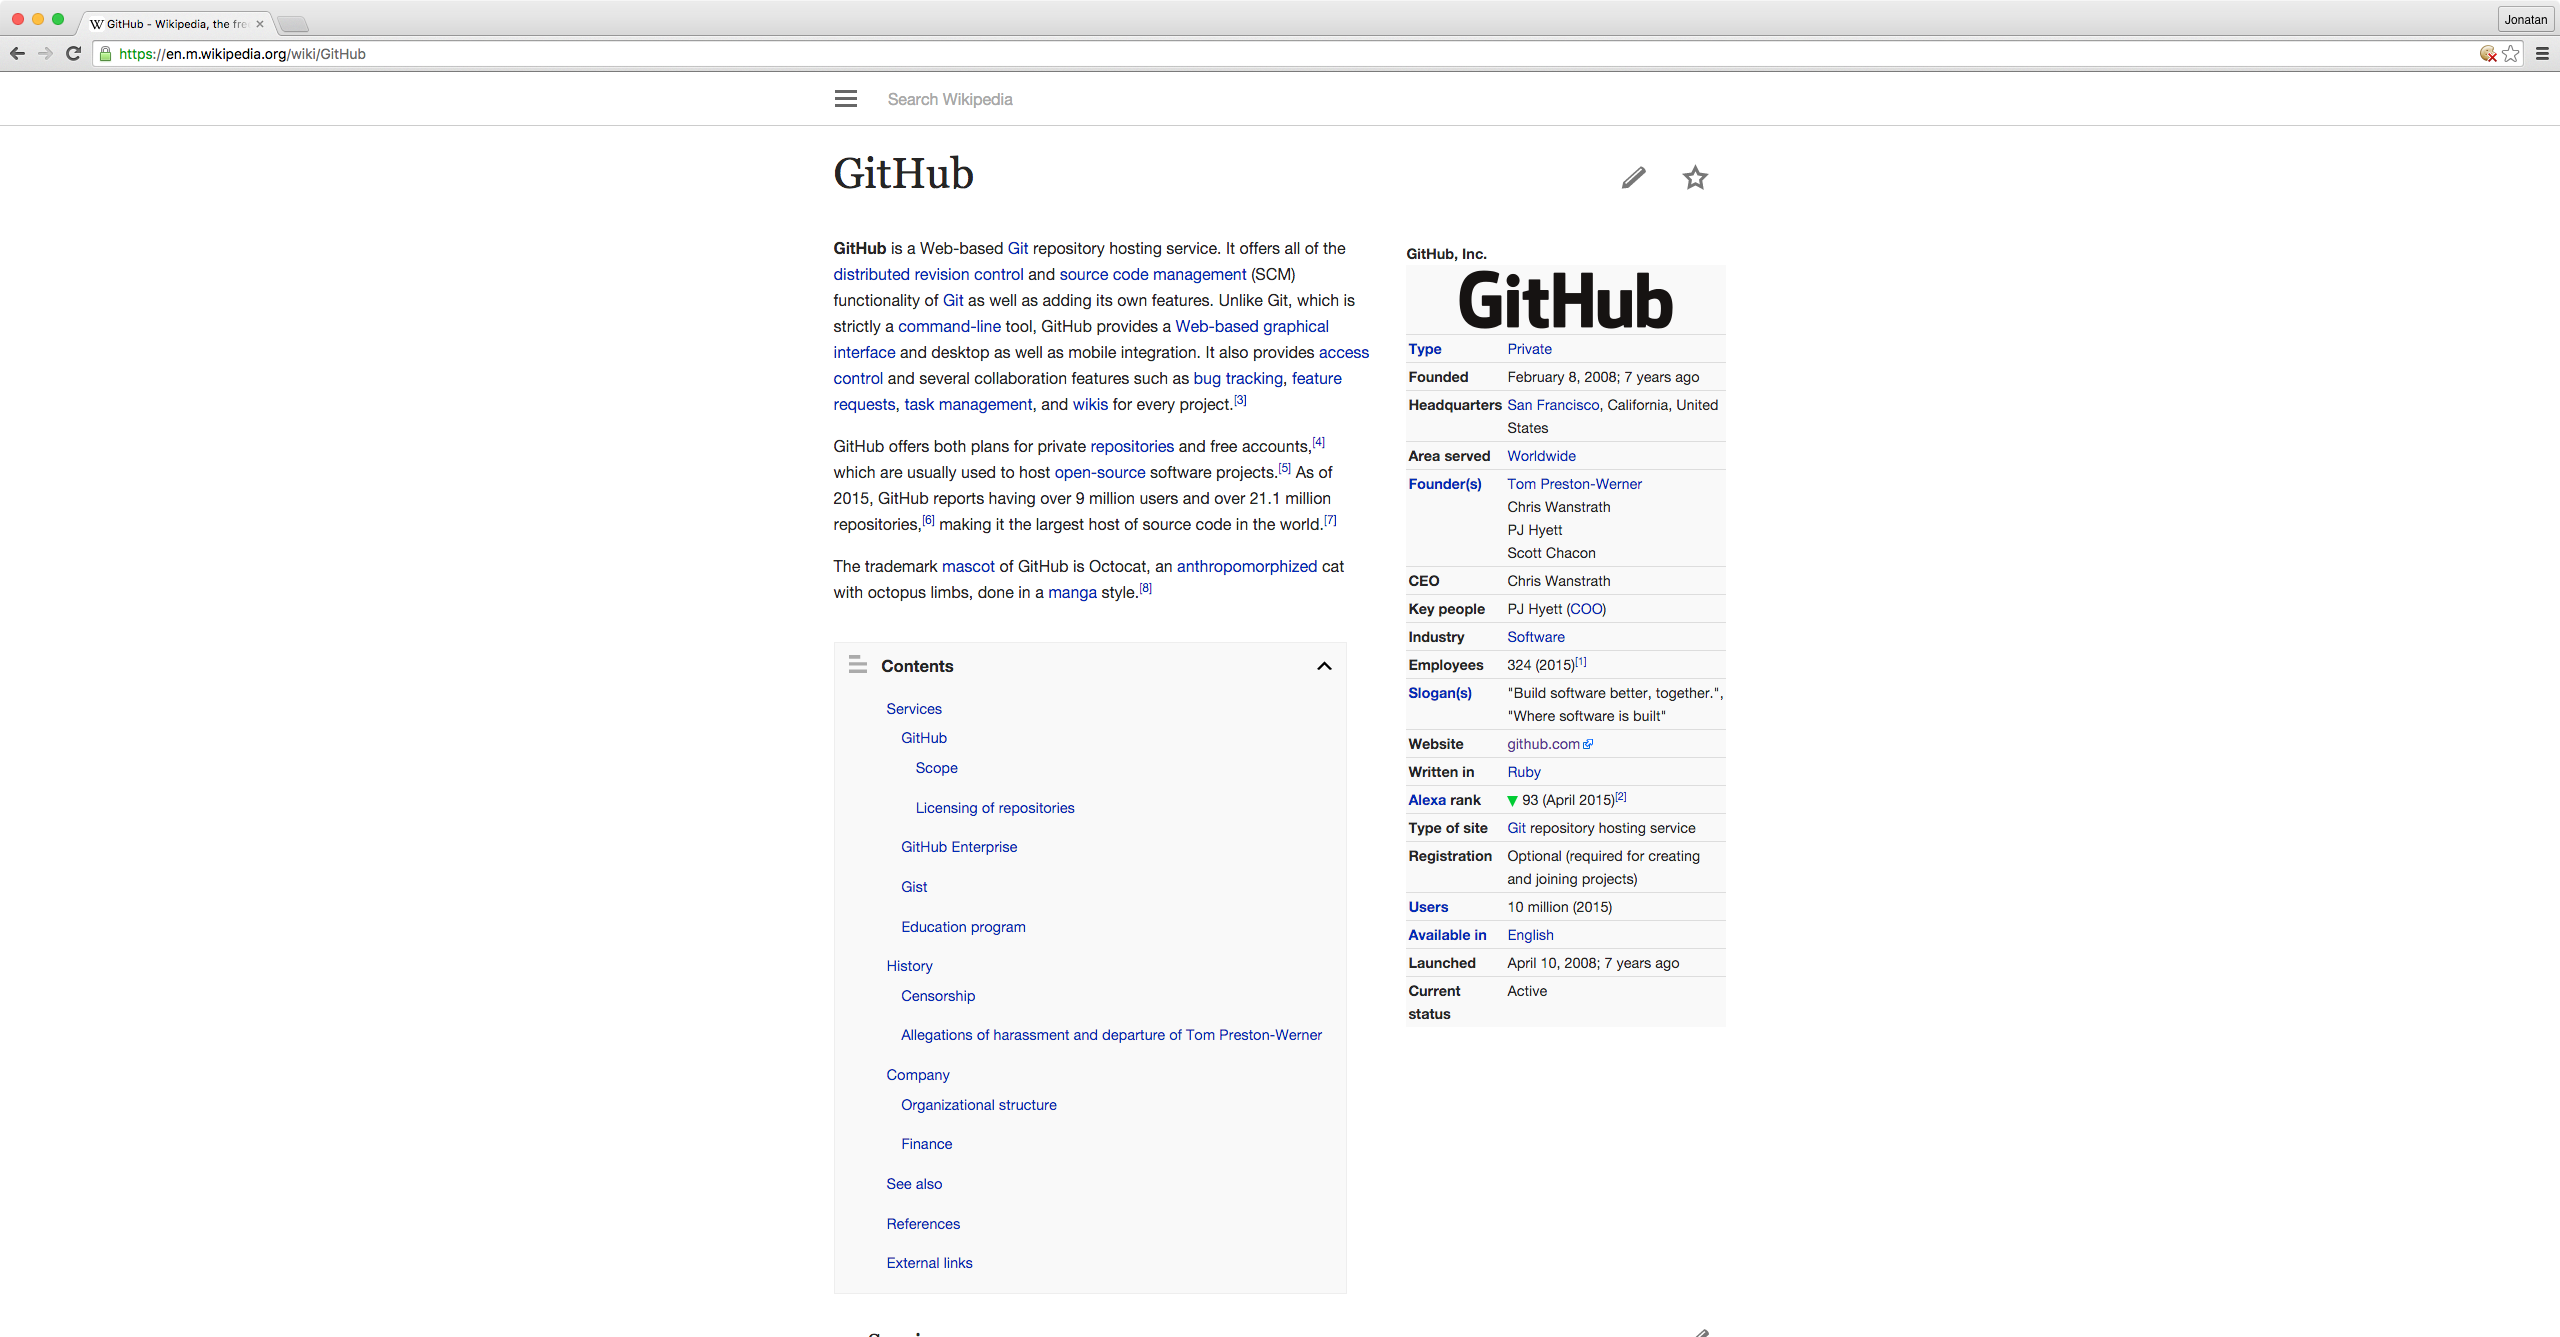 GitHub - Wikipedia, the fre
Jonatan
https://en.m.wikipedia.org/wiki/GitHub
Search Wikipedia
GitHub
GitHub is a Web-based Git repository hosting service. It offers all of the
distributed revision control and source code management (SCM)
functionality of Git as well as adding its own features. Unlike Git, which is
strictly a command-line tool, GitHub provides a Web-based graphical
interface and desktop as well as mobile integration. It also provides access
control and several collaboration features such as bug tracking, feature
requests, task management, and wikis for every project.[3]
GitHub offers both plans for private repositories and free accounts,[4]
which are usually used to host open-source software projects.[5] As of
2015, GitHub reports having over 9 million users and over 21.1 million
repositories,[6] making it the largest host of source code in the world.[7]
The trademark mascot of GitHub is Octocat, an anthropomorphized cat
with octopus limbs, done in a manga style.[8]
Contents
Services
GitHub
Scope
Licensing of repositories
GitHub Enterprise
Gist
Education program
History
Censorship
Allegations of harassment and departure of Tom Preston-Werner
Company
Organizational structure
Finance
See also
References
External links
GitHub, Inc.
GitHub
Type Private
Founded February 8, 2008; 7 years ago
Headquarters San Francisco, California, United
States
Area served Worldwide
Founder(s) Tom Preston-Werner
Chris Wanstrath
PJ Hyett
Scott Chacon
CEO Chris Wanstrath
Key people PJ Hyett (COO)
Industry Software
Employees 324 (2015)[1]
Slogan(s) "Build software better, together.",
"Where software is built"
Website github.com
Written in Ruby
Alexa rank ▼ 93 (April 2015)[2]
Type of site Git repository hosting service
Registration Optional (required for creating
and joining projects)
Users 10 million (2015)
Available in English
Launched April 10, 2008; 7 years ago
Current Active
status